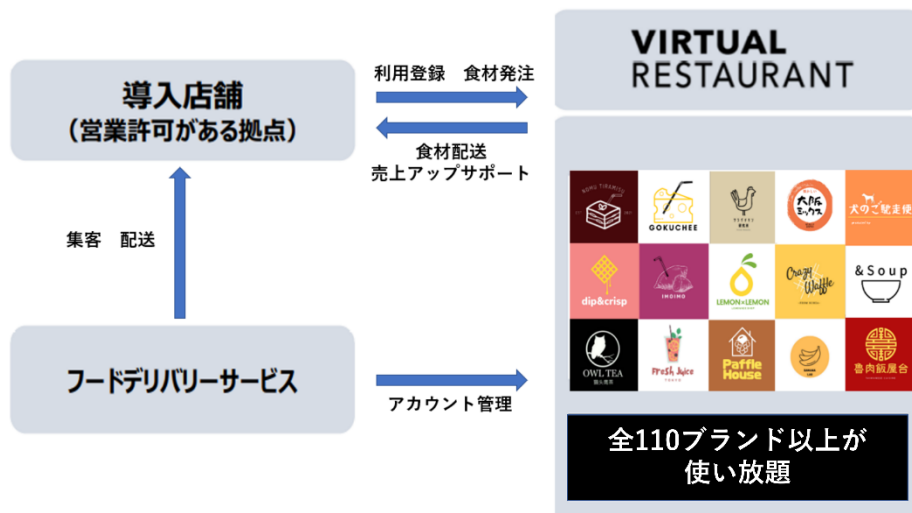 導入店舗
（営業許可がある拠点）
利用登録　食材発注
食材配送
売上アップサポート
集客　配送
フードデリバリーサービス
アカウント管理
VIRTUAL
RESTAURANT
GOKUCHEE
大阪
ミックス
犬のご馳走便
dip&crisp
IMOIMO
LEMON×LEMON
Crazy
Waffle
&Soup
OWL TEA
Fresh Juice
Paffle
House
魯肉飯屋台
全110ブランド以上が
使い放題